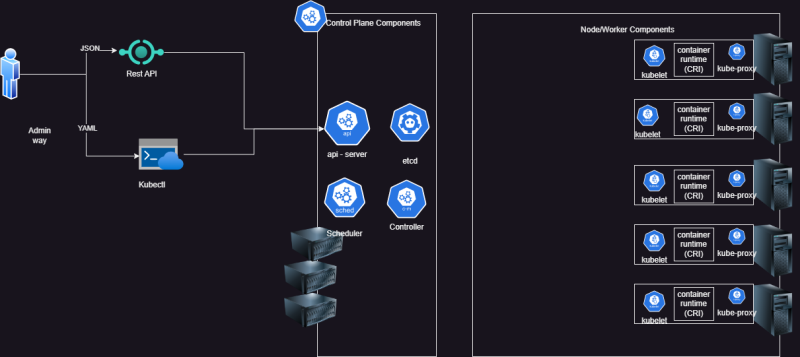 Control Plane Components
Node/Worker Components
JSON
Rest API
Admin
way
YAML
Kubectl
api
api - server
etcd
sched
Scheduler
c-m
Controller
kubelet
container
runtime
(CRI)
kube-proxy
kubelet
container
runtime
(CRI)
kube-proxy
kubelet
container
runtime
(CRI)
kube-proxy
kubelet
container
runtime
(CRI)
kube-proxy
kubelet
container
runtime
(CRI)
kube-proxy